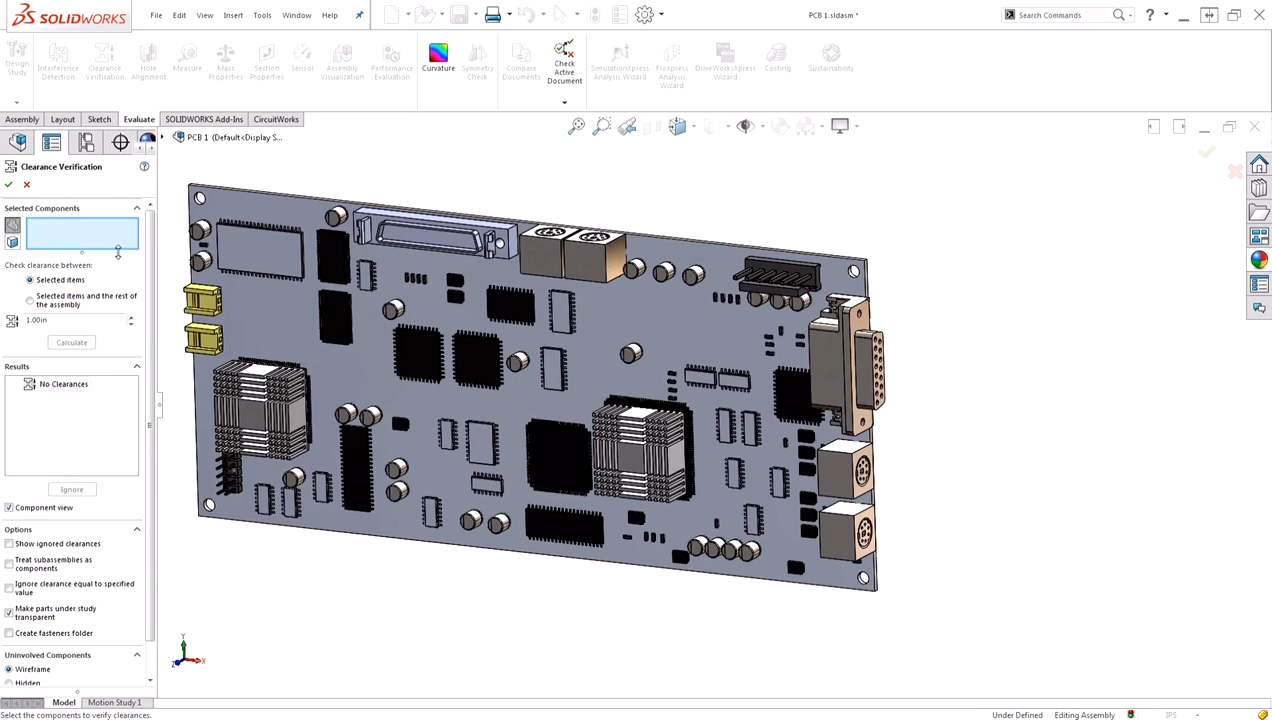 SOLIDWORKS
File Edit View Insert Tools Window Help
PCB 1.sldasm *
Search Commands
Design Study
Interference Detection
Clearance Verification
Hole Alignment
Measure
Mass Properties
Section Properties
Sensor
Assembly Visualization
Performance Evaluation
Curvature
Symmetry Check
Compare Documents
Check Active Document
SimulationXpress Analysis Wizard
FloXpress Analysis Wizard
DriveWorksXpress Wizard
Costing
Sustainability
Assembly Layout Sketch Evaluate SOLIDWORKS Add-Ins CircuitWorks
PCB 1 (Default<Display S...
Clearance Verification
Selected Components
Check clearance between:
Selected items
Selected items and the rest of
the assembly
1.00in
Calculate
Results
No Clearances
Ignore
Component view
Options
Show ignored clearances
Treat subassemblies as
components
Ignore clearance equal to specified
value
Make parts under study
transparent
Create fasteners folder
Uninvolved Components
Wireframe
Hidden
Y
Z X
Model Motion Study 1
Select the components to verify clearances.
Under Defined Editing Assembly IPS